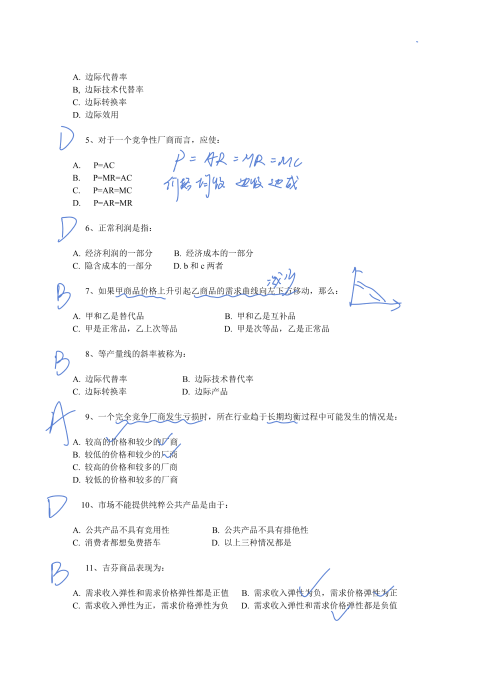 A. 边际代替率
B, 边际技术代替率
C. 边际转换率
D. 边际效用
D 5、对于一个竞争性厂商而言，应使：
A. P=AC
P = AR = MR = MC
B. P=MR=AC
价格 均收 边收 边成
C. P=AR=MC
D. P=AR=MR
D 6、正常利润是指：
A. 经济利润的一部分 B. 经济成本的一部分
C. 隐含成本的一部分 D. b 和 c 两者
减少
B 7、如果甲商品价格上升引起乙商品的需求曲线向左下方移动，那么：
A. 甲和乙是替代品 B. 甲和乙是互补品
C. 甲是正常品，乙上次等品 D. 甲是次等品，乙是正常品
B 8、等产量线的斜率被称为：
A. 边际代替率 B. 边际技术替代率
C. 边际转换率 D. 边际产品
A 9、一个完全竞争厂商发生亏损时，所在行业趋于长期均衡过程中可能发生的情况是：
A. 较高的价格和较少的厂商
B. 较低的价格和较少的厂商
C. 较高的价格和较多的厂商
D. 较低的价格和较多的厂商
D 10、市场不能提供纯粹公共产品是由于：
A. 公共产品不具有竞用性 B. 公共产品不具有排他性
C. 消费者都想免费搭车 D. 以上三种情况都是
B 11、吉芬商品表现为：
A. 需求收入弹性和需求价格弹性都是正值 B. 需求收入弹性为负，需求价格弹性为正
C. 需求收入弹性为正，需求价格弹性为负 D. 需求收入弹性和需求价格弹性都是负值